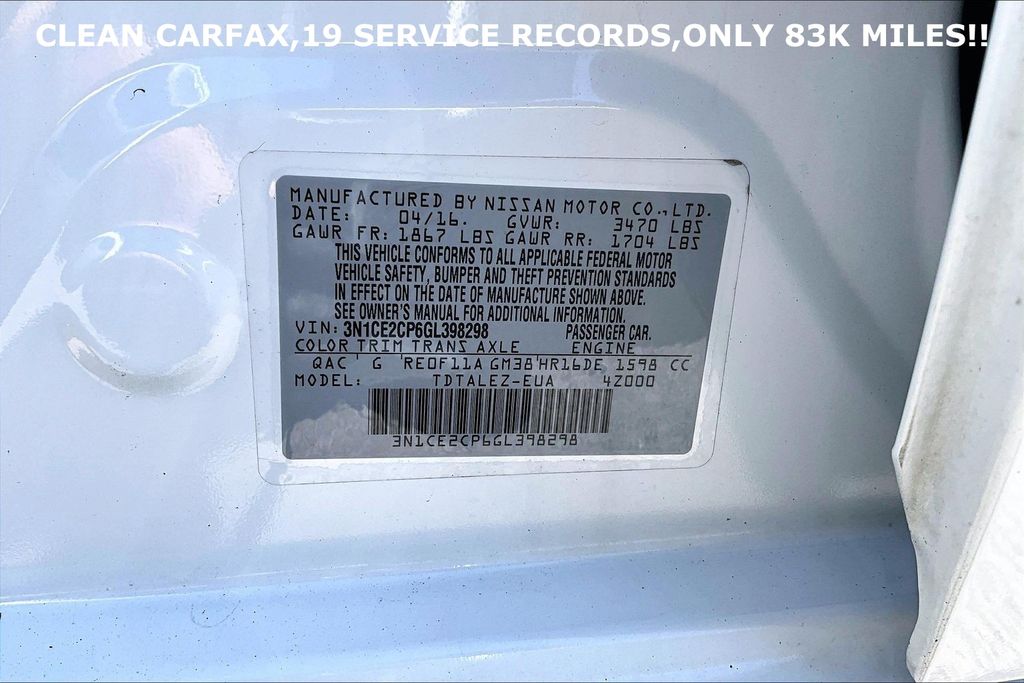 CLEAN CARFAX,19 SERVICE RECORDS,ONLY 83K MILES!!
MANUFACTURED BY NISSAN MOTOR CO.,LTD.
DATE: 04/16. GVWR: 3470 LBS
GAWR FR: 1867 LBS GAWR RR: 1704 LBS
THIS VEHICLE CONFORMS TO ALL APPLICABLE FEDERAL MOTOR
VEHICLE SAFETY, BUMPER AND THEFT PREVENTION STANDARDS
IN EFFECT ON THE DATE OF MANUFACTURE SHOWN ABOVE.
SEE OWNER'S MANUAL FOR ADDITIONAL INFORMATION.
VIN: 3N1CE2CP6GL398298 PASSENGER CAR.
COLOR TRIM TRANS AXLE ENGINE
QAC ' G 'RE0F11A GM38'HR16DE 1598 CC
MODEL: TDTALEZ-EUA 4Z000
3N1CE2CP6GL398298